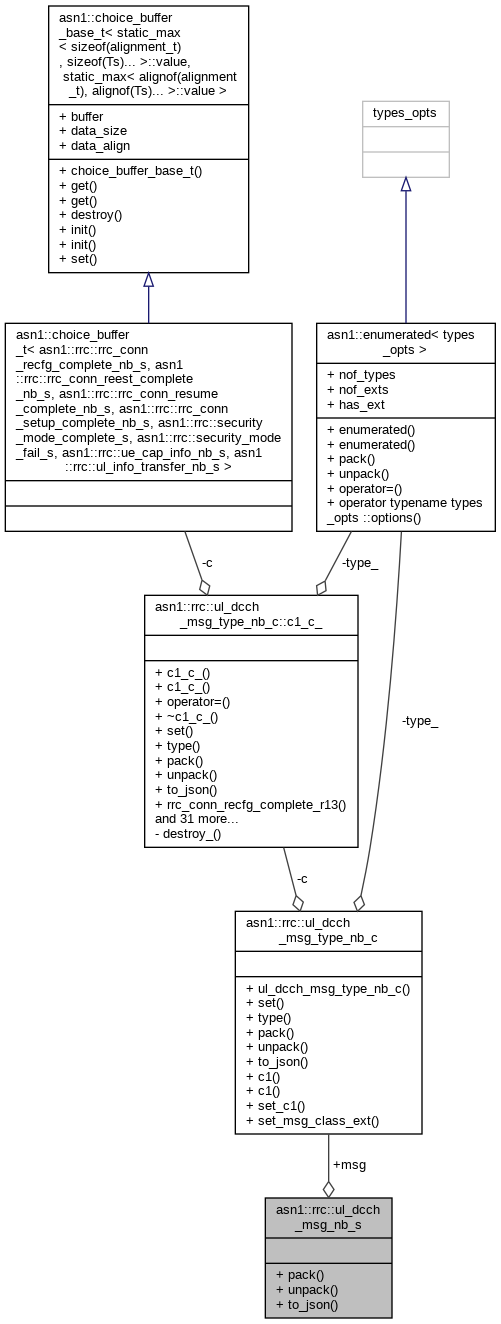 asn1::choice_buffer
_base_t< static_max
< sizeof(alignment_t)
, sizeof(Ts)... >::value,
static_max< alignof(alignment
_t), alignof(Ts)... >::value >
+ buffer
+ data_size
+ data_align
+ choice_buffer_base_t()
+ get()
+ get()
+ destroy()
+ init()
+ init()
+ set()
types_opts
asn1::choice_buffer
_t< asn1::rrc::rrc_conn
_recfg_complete_nb_s, asn1
::rrc::rrc_conn_reest_complete
_nb_s, asn1::rrc::rrc_conn_resume
_complete_nb_s, asn1::rrc::rrc_conn
_setup_complete_nb_s, asn1::rrc::security
_mode_complete_s, asn1::rrc::security_mode
_fail_s, asn1::rrc::ue_cap_info_nb_s, asn1
::rrc::ul_info_transfer_nb_s >
asn1::enumerated< types
_opts >
+ nof_types
+ nof_exts
+ has_ext
+ enumerated()
+ enumerated()
+ pack()
+ unpack()
+ operator=()
+ operator typename types
_opts ::options()
-c
-type_
asn1::rrc::ul_dcch
_msg_type_nb_c::c1_c_
+ c1_c_()
+ c1_c_()
+ operator=()
+ ~c1_c_()
+ set()
+ type()
+ pack()
+ unpack()
+ to_json()
+ rrc_conn_recfg_complete_r13()
and 31 more...
- destroy_()
-type_
-c
asn1::rrc::ul_dcch
_msg_type_nb_c
+ ul_dcch_msg_type_nb_c()
+ set()
+ type()
+ pack()
+ unpack()
+ to_json()
+ c1()
+ c1()
+ set_c1()
+ set_msg_class_ext()
+msg
asn1::rrc::ul_dcch
_msg_nb_s
+ pack()
+ unpack()
+ to_json()